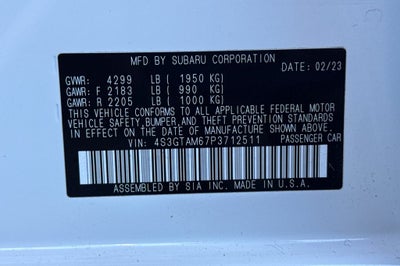 MFD BY SUBARU CORPORATION
DATE: 02/23
GVWR: 4299 LB ( 1950 KG)
GAWR: F 2183 LB ( 990 KG)
GAWR: R 2205 LB ( 1000 KG)
THIS VEHICLE CONFORMS TO ALL APPLICABLE FEDERAL MOTOR
VEHICLE SAFETY, BUMPER, AND THEFT PREVENTION STANDARDS
IN EFFECT ON THE DATE OF MANUFACTURE SHOWN ABOVE.
VIN: 4S3GTAM67P3712511 PASSENGER CAR
ASSEMBLED BY SIA INC. MADE IN U.S.A.